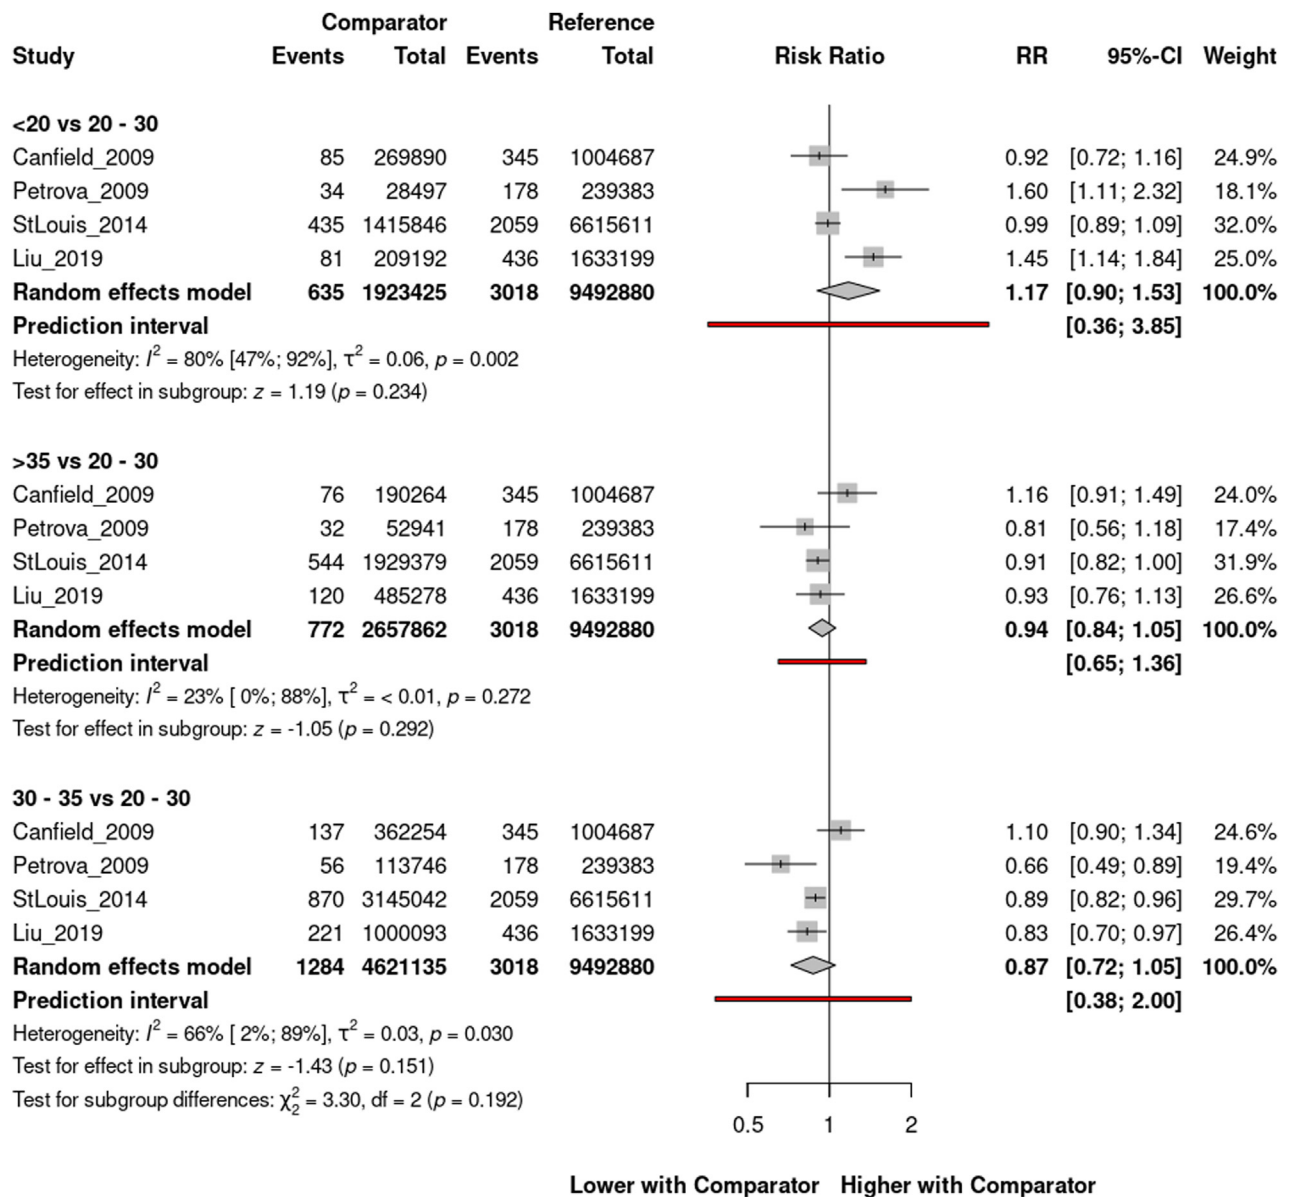 Comparator Reference
Study Events Total Events Total Risk Ratio RR 95%-CI Weight
<20 vs 20 - 30
Canfield_2009 85 269890 345 1004687 0.92 [0.72; 1.16] 24.9%
Petrova_2009 34 28497 178 239383 1.60 [1.11; 2.32] 18.1%
StLouis_2014 435 1415846 2059 6615611 0.99 [0.89; 1.09] 32.0%
Liu_2019 81 209192 436 1633199 1.45 [1.14; 1.84] 25.0%
Random effects model 635 1923425 3018 9492880 1.17 [0.90; 1.53] 100.0%
Prediction interval [0.36; 3.85]
Heterogeneity: I² = 80% [47%; 92%], τ² = 0.06, p = 0.002
Test for effect in subgroup: z = 1.19 (p = 0.234)
>35 vs 20 - 30
Canfield_2009 76 190264 345 1004687 1.16 [0.91; 1.49] 24.0%
Petrova_2009 32 52941 178 239383 0.81 [0.56; 1.18] 17.4%
StLouis_2014 544 1929379 2059 6615611 0.91 [0.82; 1.00] 31.9%
Liu_2019 120 485278 436 1633199 0.93 [0.76; 1.13] 26.6%
Random effects model 772 2657862 3018 9492880 0.94 [0.84; 1.05] 100.0%
Prediction interval [0.65; 1.36]
Heterogeneity: I² = 23% [ 0%; 88%], τ² = < 0.01, p = 0.272
Test for effect in subgroup: z = -1.05 (p = 0.292)
30 - 35 vs 20 - 30
Canfield_2009 137 362254 345 1004687 1.10 [0.90; 1.34] 24.6%
Petrova_2009 56 113746 178 239383 0.66 [0.49; 0.89] 19.4%
StLouis_2014 870 3145042 2059 6615611 0.89 [0.82; 0.96] 29.7%
Liu_2019 221 1000093 436 1633199 0.83 [0.70; 0.97] 26.4%
Random effects model 1284 4621135 3018 9492880 0.87 [0.72; 1.05] 100.0%
Prediction interval [0.38; 2.00]
Heterogeneity: I² = 66% [ 2%; 89%], τ² = 0.03, p = 0.030
Test for effect in subgroup: z = -1.43 (p = 0.151)
Test for subgroup differences: χ²₂ = 3.30, df = 2 (p = 0.192)
0.5 1 2
Lower with Comparator Higher with Comparator